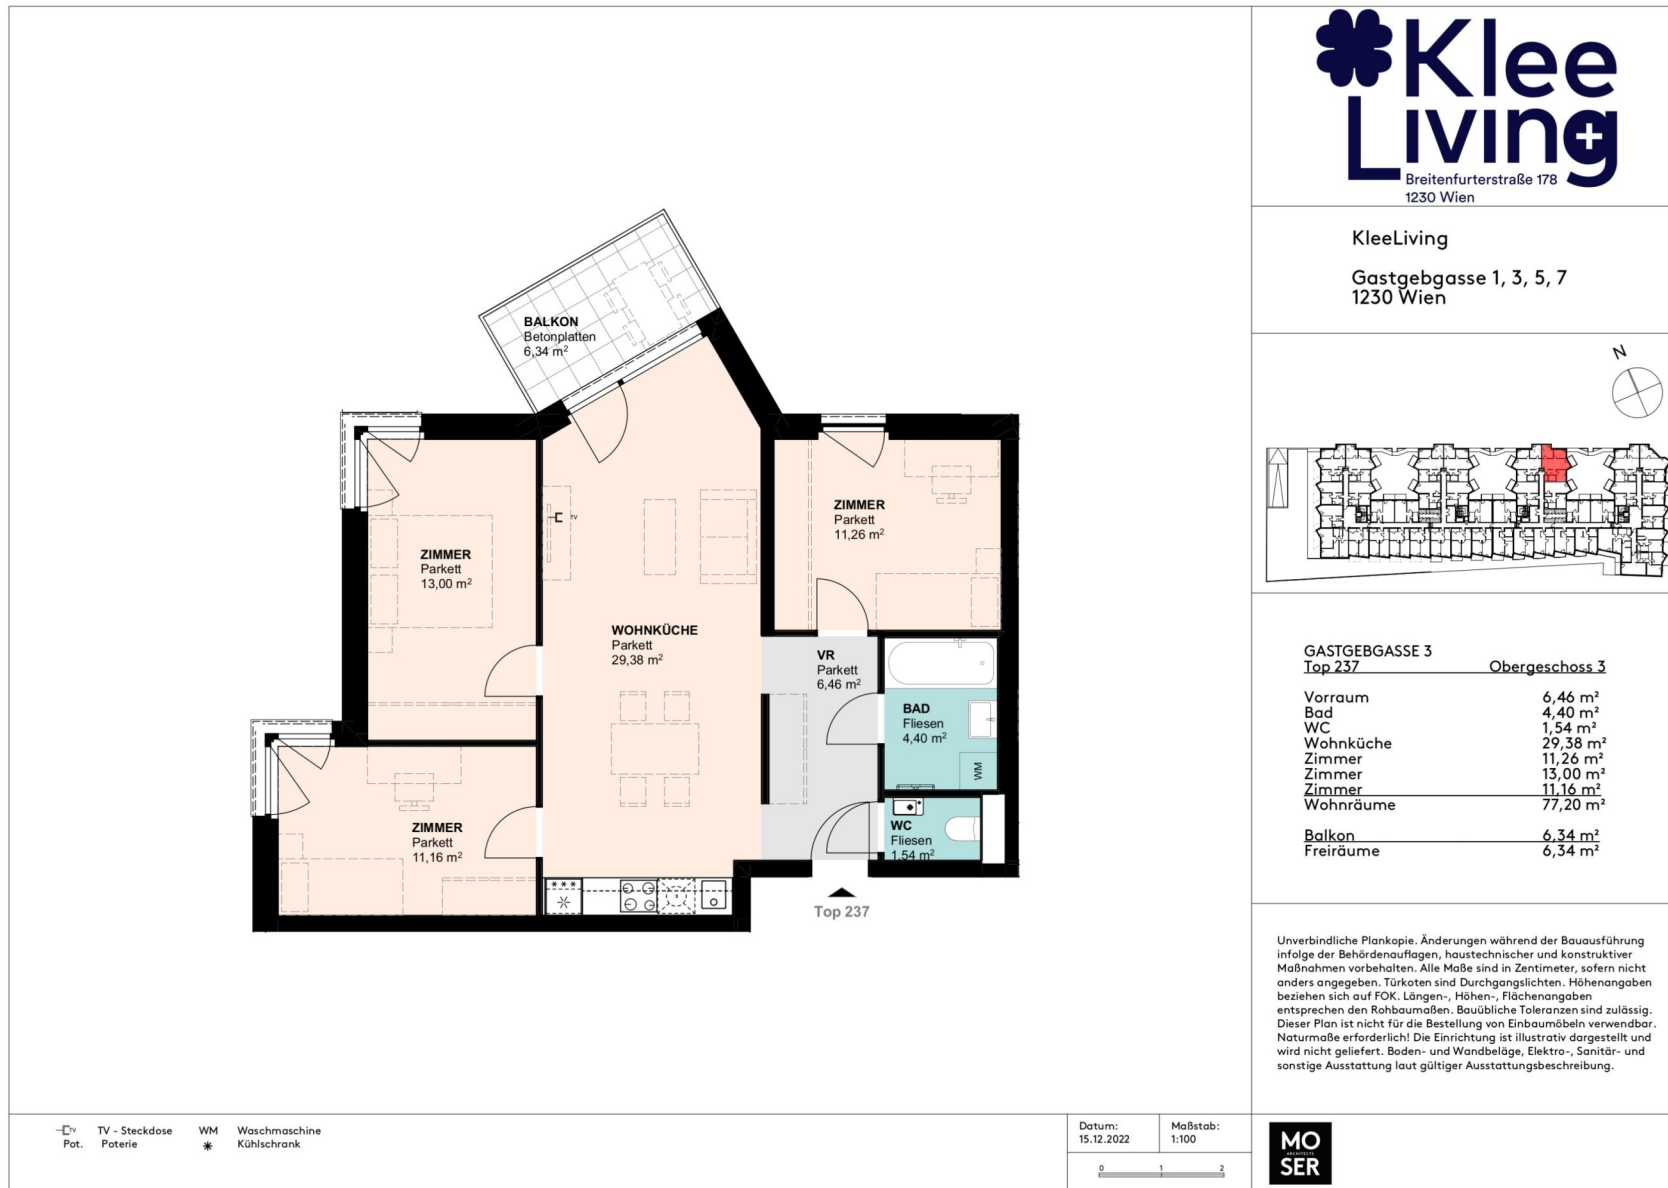 Klee
Living
Breitenfurterstraße 178
1230 Wien
KleeLiving
Gastgebgasse 1, 3, 5, 7
1230 Wien
N
BALKON
Betonplatten
6,34 m²
ZIMMER
Parkett
13,00 m²
TV
ZIMMER
Parkett
11,26 m²
WOHNKÜCHE
Parkett
29,38 m²
VR
Parkett
6,46 m²
BAD
Fliesen
4,40 m²
WM
ZIMMER
Parkett
11,16 m²
WC
Fliesen
1,54 m²
Top 237
GASTGEBGASSE 3
Top 237 Obergeschoss 3
Vorraum 6,46 m²
Bad 4,40 m²
WC 1,54 m²
Wohnküche 29,38 m²
Zimmer 11,26 m²
Zimmer 13,00 m²
Zimmer 11,16 m²
Wohnräume 77,20 m²
Balkon 6,34 m²
Freiräume 6,34 m²
Unverbindliche Plankopie. Änderungen während der Bauausführung
infolge der Behördenauflagen, haustechnischer und konstruktiver
Maßnahmen vorbehalten. Alle Maße sind in Zentimeter, sofern nicht
anders angegeben. Türkoten sind Durchgangslichten. Höhenangaben
beziehen sich auf FOK. Längen-, Höhen-, Flächenangaben
entsprechen den Rohbaumaßen. Bauübliche Toleranzen sind zulässig.
Dieser Plan ist nicht für die Bestellung von Einbaumöbeln verwendbar.
Naturmaße erforderlich! Die Einrichtung ist illustrativ dargestellt und
wird nicht geliefert. Boden- und Wandbeläge, Elektro-, Sanitär- und
sonstige Ausstattung laut gültiger Ausstattungsbeschreibung.
TV TV - Steckdose WM Waschmaschine
Pot. Poterie Kühlschrank
Datum: Maßstab:
15.12.2022 1:100
0 1 2
MO
ARCHITECTS
SER